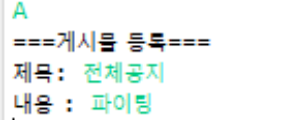 A
===게시물 등록===
제목: 전체공지
내용 : 파이팅